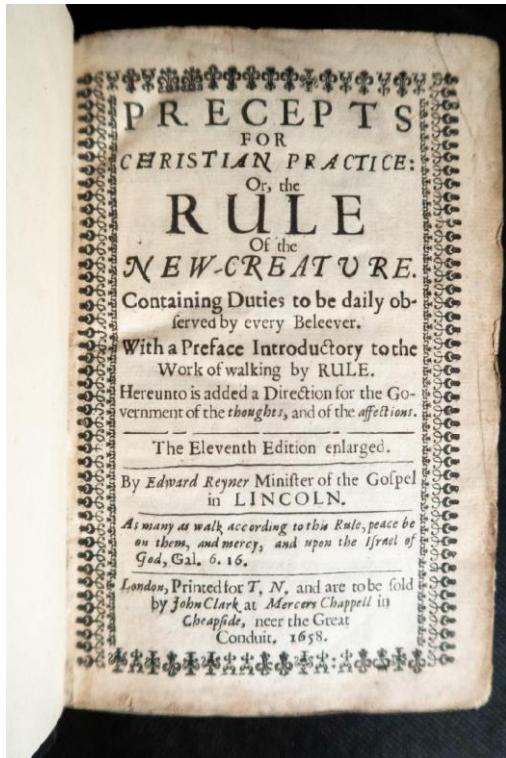 PRECEPTS
FOR
CHRISTIAN PRACTICE:
Or, the
RULE
Of the
NEW-CREATURE.
Containing Duties to be daily ob-
ſerved by every Beleever.
With a Preface Introductory to the
Work of walking by RULE.
Hereunto is added a Direction for the Go-
vernment of the thoughts, and of the affections.
The Eleventh Edition enlarged.
By Edward Reyner Miniſter of the Goſpel
in LINCOLN.
As many as walk according to this Rule, peace be
on them, and mercy, and upon the Iſrael of
God, Gal. 6. 16.
London, Printed for T. N. and are to be ſold
by John Clark at Mercers Chappell in
Cheapſide, neer the Great
Conduit. 1658.